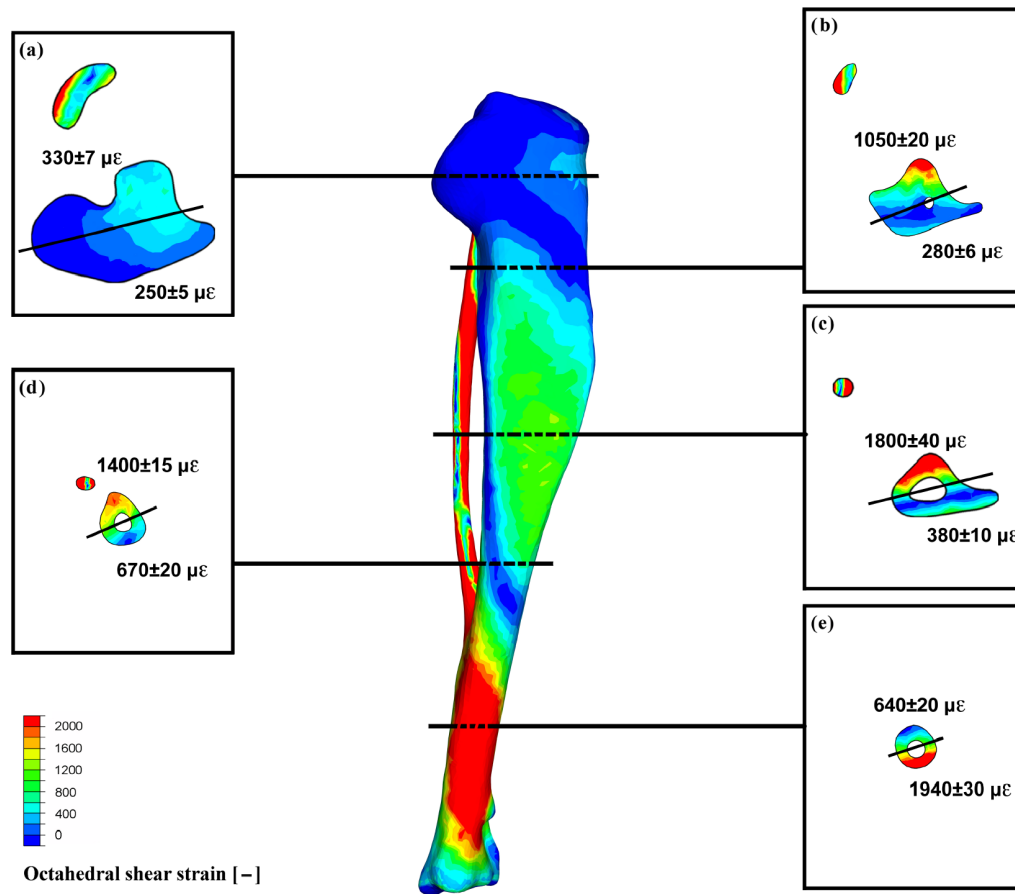 (a)
330±7 µε
250±5 µε
(b)
1050±20 µε
280±6 µε
(c)
1800±40 µε
380±10 µε
(d)
1400±15 µε
670±20 µε
(e)
640±20 µε
1940±30 µε
2000
1600
1200
800
400
0
Octahedral shear strain [−]